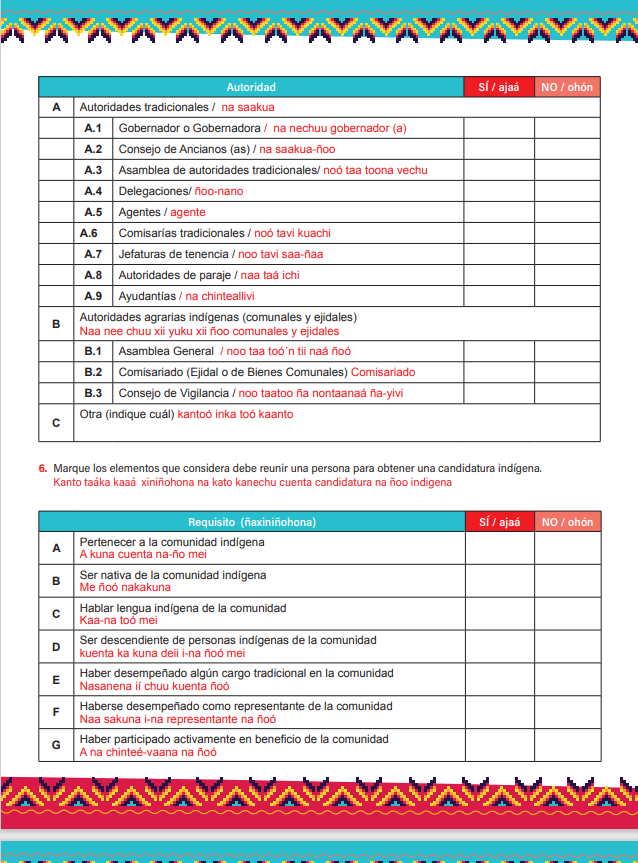 Autoridad SÍ / ajaá NO / ohón
A Autoridades tradicionales / na saakua
A.1 Gobernador o Gobernadora / na nechuu gobernador (a)
A.2 Consejo de Ancianos (as) / na saakua-ñoo
A.3 Asamblea de autoridades tradicionales/ noó taa toona vechu
A.4 Delegaciones/ ñoo-nano
A.5 Agentes / agente
A.6 Comisarías tradicionales / noó tavi kuachi
A.7 Jefaturas de tenencia / noo tavi saa-ñaa
A.8 Autoridades de paraje / naa taá ichi
A.9 Ayudantías / na chinteallivi
B Autoridades agrarias indígenas (comunales y ejidales)
Naa nee chuu xii yuku xii ñoo comunales y ejidales
B.1 Asamblea General / noo taa toó´n tii naá ñoó
B.2 Comisariado (Ejidal o de Bienes Comunales) Comisariado
B.3 Consejo de Vigilancia / noo taatoo ña nontaanaá ña-yivi
C Otra (indique cuál) kantoó inka toó kaanto
6. Marque los elementos que considera debe reunir una persona para obtener una candidatura indígena.
Kanto taáka kaaá xiniñohona na kato kanechu cuenta candidatura na ñoo indigena
Requisito (ñaxiniñohona) SÍ / ajaá NO / ohón
A Pertenecer a la comunidad indígena
A kuna cuenta na-ño mei
B Ser nativa de la comunidad indígena
Me ñoó nakakuna
C Hablar lengua indígena de la comunidad
Kaa-na toó mei
D Ser descendiente de personas indígenas de la comunidad
kuenta ka kuna deii i-na ñoó mei
E Haber desempeñado algún cargo tradicional en la comunidad
Nasanena ií chuu kuenta ñoó
F Haberse desempeñado como representante de la comunidad
Naa sakuna i-na representante na ñoó
G Haber participado activamente en beneficio de la comunidad
A na chinteé-vaana na ñoó